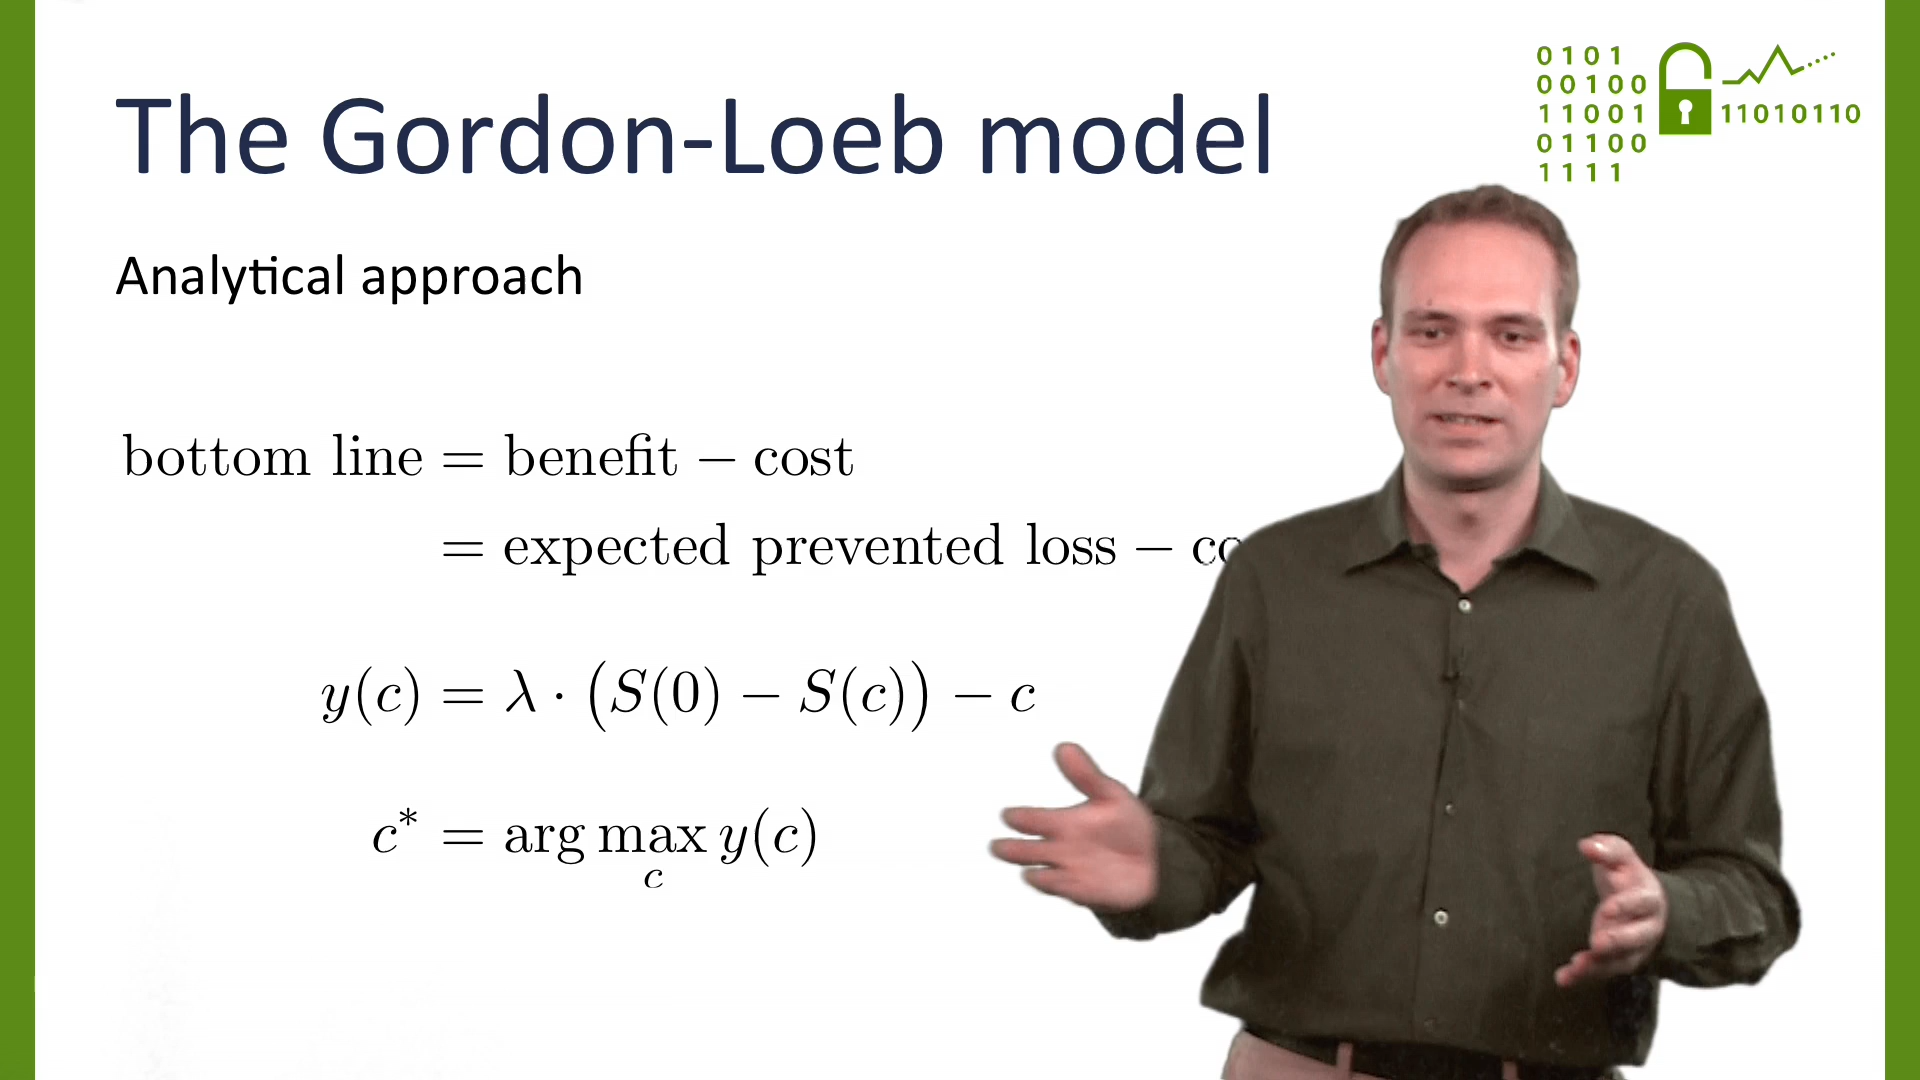 The Gordon-Loeb model
0101
00100
11001
11010110
01100
1111
Analytical approach
bottom line = benefit − cost
= expected prevented loss −
y(c) = λ · (S(0) − S(c)) − c
c* = arg max y(c)
c